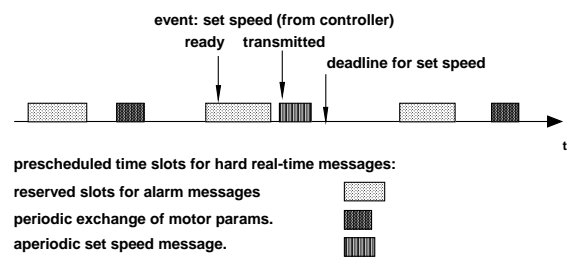 event: set speed (from controller)
ready transmitted
deadline for set speed
t
prescheduled time slots for hard real-time messages:
reserved slots for alarm messages
periodic exchange of motor params.
aperiodic set speed message.